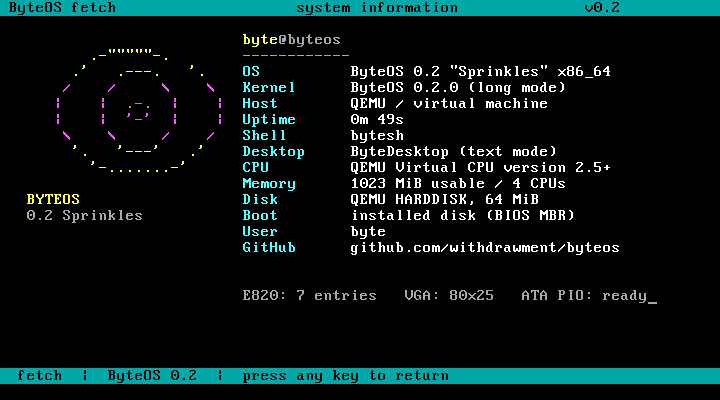 ByteOS fetch system information v0.2
byte@byteos
------------
OS ByteOS 0.2 "Sprinkles" x86_64
Kernel ByteOS 0.2.0 (long mode)
Host QEMU / virtual machine
Uptime 0m 49s
Shell bytesh
Desktop ByteDesktop (text mode)
CPU QEMU Virtual CPU version 2.5+
Memory 1023 MiB usable / 4 CPUs
BYTEOS
Disk QEMU HARDDISK, 64 MiB
0.2 Sprinkles
Boot installed disk (BIOS MBR)
User byte
GitHub github.com/withdrawment/byteos
E820: 7 entries VGA: 80x25 ATA PIO: ready_
fetch | ByteOS 0.2 | press any key to return